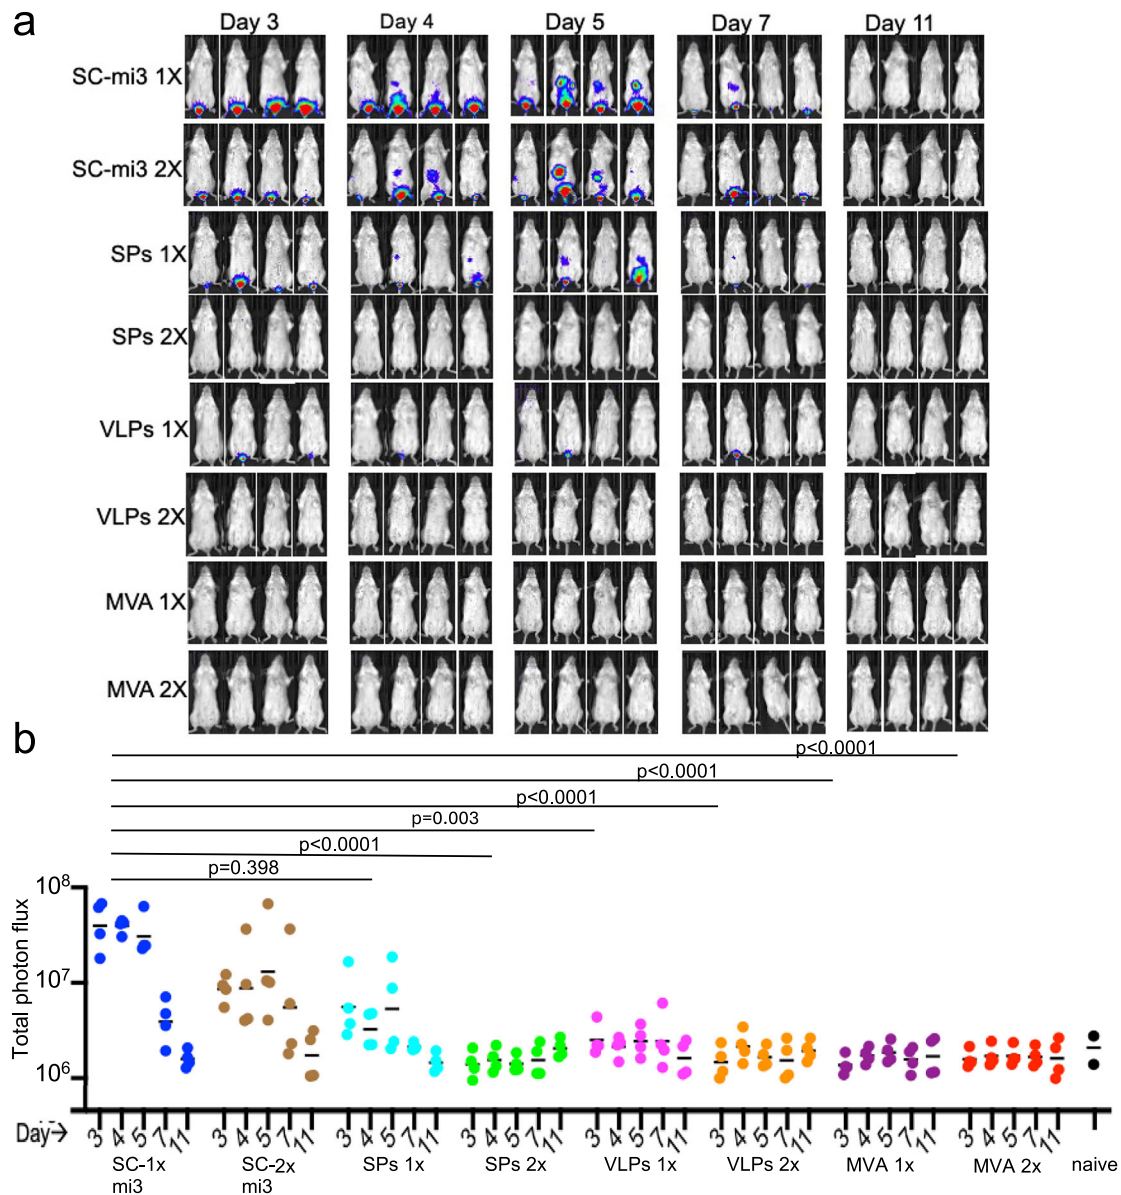 a
Day 3 Day 4 Day 5 Day 7 Day 11
SC-mi3 1X
SC-mi3 2X
SPs 1X
SPs 2X
VLPs 1X
VLPs 2X
MVA 1X
MVA 2X
b
p<0.0001
p<0.0001
p<0.0001
p=0.003
p<0.0001
p=0.398
Total photon flux
10⁸
10⁷
10⁶
Day→
3 4 5 7 11 3 4 5 7 11 3 4 5 7 11 3 4 5 7 11 3 4 5 7 11 3 4 5 7 11 3 4 5 7 11 3 4 5 7 11
SC-1x SC-2x SPs 1x SPs 2x VLPs 1x VLPs 2x MVA 1x MVA 2x naive
mi3 mi3